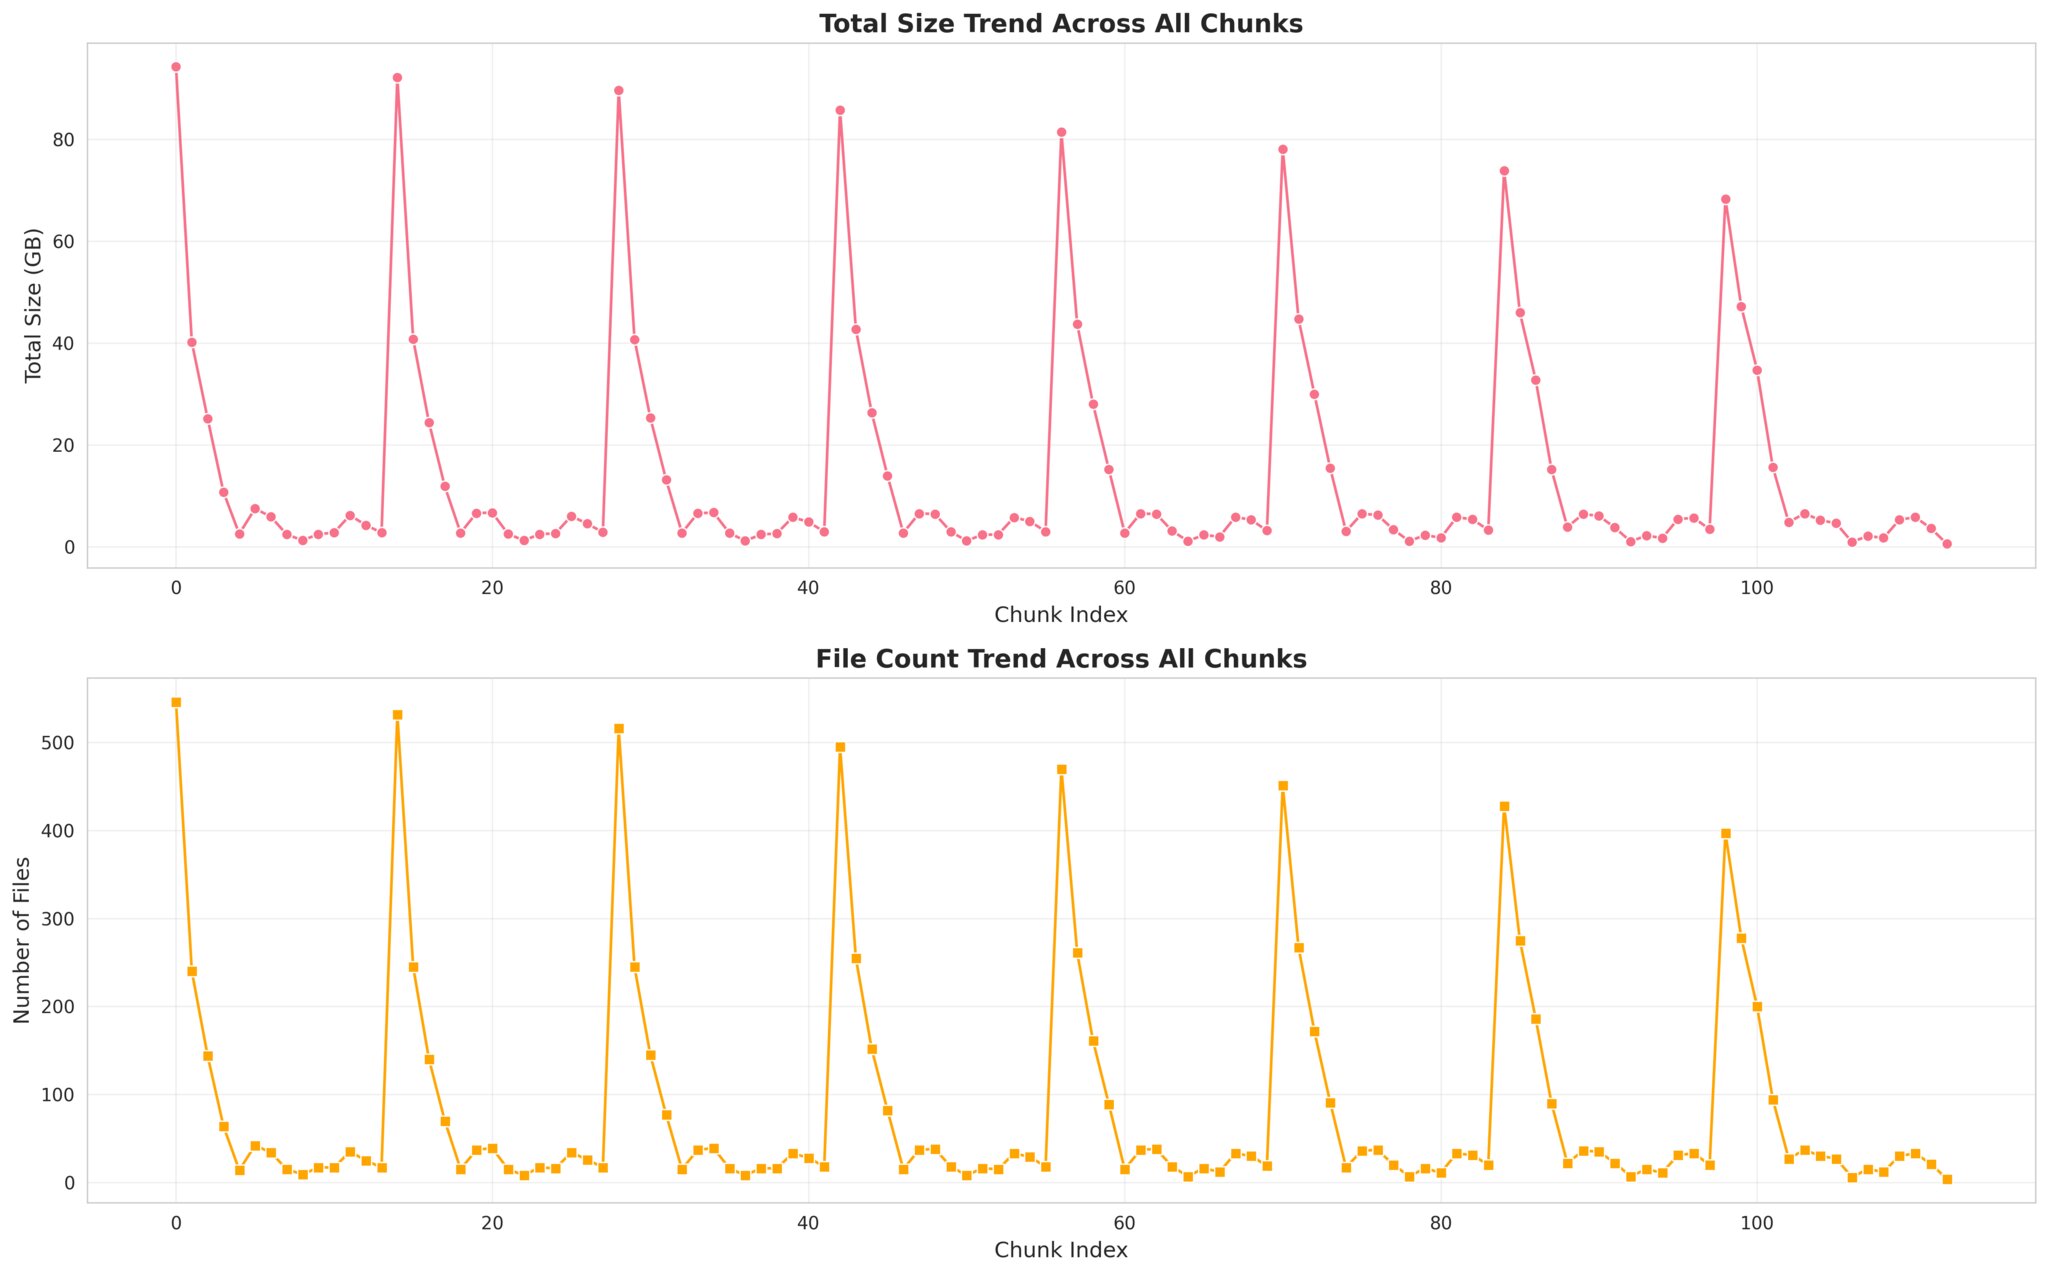 Total Size Trend Across All Chunks
Total Size (GB)
80
60
40
20
0
0 20 40 60 80 100
Chunk Index
File Count Trend Across All Chunks
Number of Files
500
400
300
200
100
0
0 20 40 60 80 100
Chunk Index